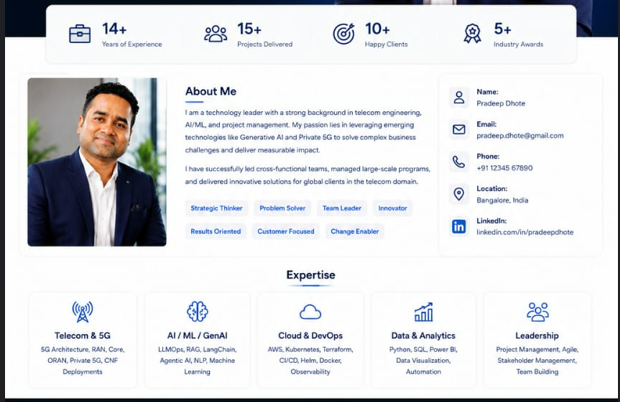 14+
Years of Experience
15+
Projects Delivered
10+
Happy Clients
5+
Industry Awards
About Me
I am a technology leader with a strong background in telecom engineering,
AI/ML, and project management. My passion lies in leveraging emerging
technologies like Generative AI and Private 5G to solve complex business
challenges and deliver measurable impact.
I have successfully led cross-functional teams, managed large-scale programs,
and delivered innovative solutions for global clients in the telecom domain.
Strategic Thinker
Problem Solver
Team Leader
Innovator
Results Oriented
Customer Focused
Change Enabler
Name:
Pradeep Dhote
Email:
pradeep.dhote@gmail.com
Phone:
+91 12345 67890
Location:
Bangalore, India
in
LinkedIn:
linkedin.com/in/pradeepdhote
Expertise
Telecom & 5G
5G Architecture, RAN, Core,
ORAN, Private 5G, CNF
Deployments
AI / ML / GenAI
LLMOps, RAG, LangChain,
Agentic AI, NLP, Machine
Learning
Cloud & DevOps
AWS, Kubernetes, Terraform,
CI/CD, Helm, Docker,
Observability
Data & Analytics
Python, SQL, Power BI,
Data Visualization,
Automation
Leadership
Project Management, Agile,
Stakeholder Management,
Team Building